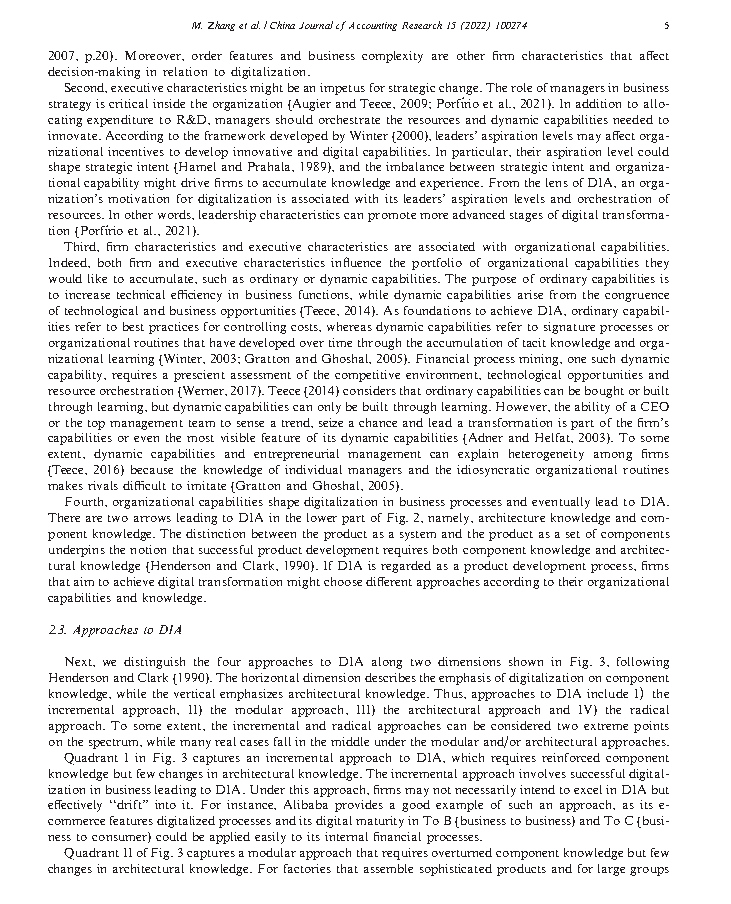 M. Zhang et al. / China Journal of Accounting Research 15 (2022) 100274 5
2007, p.20). Moreover, order features and business complexity are other firm characteristics that affect
decision-making in relation to digitalization.
Second, executive characteristics might be an impetus for strategic change. The role of managers in business
strategy is critical inside the organization (Augier and Teece, 2009; Porfírio et al., 2021). In addition to allo-
cating expenditure to R&D, managers should orchestrate the resources and dynamic capabilities needed to
innovate. According to the framework developed by Winter (2000), leaders' aspiration levels may affect orga-
nizational incentives to develop innovative and digital capabilities. In particular, their aspiration level could
shape strategic intent (Hamel and Prahala, 1989), and the imbalance between strategic intent and organiza-
tional capability might drive firms to accumulate knowledge and experience. From the lens of DIA, an orga-
nization's motivation for digitalization is associated with its leaders' aspiration levels and orchestration of
resources. In other words, leadership characteristics can promote more advanced stages of digital transforma-
tion (Porfírio et al., 2021).
Third, firm characteristics and executive characteristics are associated with organizational capabilities.
Indeed, both firm and executive characteristics influence the portfolio of organizational capabilities they
would like to accumulate, such as ordinary or dynamic capabilities. The purpose of ordinary capabilities is
to increase technical efficiency in business functions, while dynamic capabilities arise from the congruence
of technological and business opportunities (Teece, 2014). As foundations to achieve DIA, ordinary capabil-
ities refer to best practices for controlling costs, whereas dynamic capabilities refer to signature processes or
organizational routines that have developed over time through the accumulation of tacit knowledge and orga-
nizational learning (Winter, 2003; Gratton and Ghoshal, 2005). Financial process mining, one such dynamic
capability, requires a prescient assessment of the competitive environment, technological opportunities and
resource orchestration (Werner, 2017). Teece (2014) considers that ordinary capabilities can be bought or built
through learning, but dynamic capabilities can only be built through learning. However, the ability of a CEO
or the top management team to sense a trend, seize a chance and lead a transformation is part of the firm's
capabilities or even the most visible feature of its dynamic capabilities (Adner and Helfat, 2003). To some
extent, dynamic capabilities and entrepreneurial management can explain heterogeneity among firms
(Teece, 2016) because the knowledge of individual managers and the idiosyncratic organizational routines
makes rivals difficult to imitate (Gratton and Ghoshal, 2005).
Fourth, organizational capabilities shape digitalization in business processes and eventually lead to DIA.
There are two arrows leading to DIA in the lower part of Fig. 2, namely, architecture knowledge and com-
ponent knowledge. The distinction between the product as a system and the product as a set of components
underpins the notion that successful product development requires both component knowledge and architec-
tural knowledge (Henderson and Clark, 1990). If DIA is regarded as a product development process, firms
that aim to achieve digital transformation might choose different approaches according to their organizational
capabilities and knowledge.
2.3. Approaches to DIA
Next, we distinguish the four approaches to DIA along two dimensions shown in Fig. 3, following
Henderson and Clark (1990). The horizontal dimension describes the emphasis of digitalization on component
knowledge, while the vertical emphasizes architectural knowledge. Thus, approaches to DIA include I) the
incremental approach, II) the modular approach, III) the architectural approach and IV) the radical
approach. To some extent, the incremental and radical approaches can be considered two extreme points
on the spectrum, while many real cases fall in the middle under the modular and/or architectural approaches.
Quadrant I in Fig. 3 captures an incremental approach to DIA, which requires reinforced component
knowledge but few changes in architectural knowledge. The incremental approach involves successful digital-
ization in business leading to DIA. Under this approach, firms may not necessarily intend to excel in DIA but
effectively "drift" into it. For instance, Alibaba provides a good example of such an approach, as its e-
commerce features digitalized processes and its digital maturity in To B (business to business) and To C (busi-
ness to consumer) could be applied easily to its internal financial processes.
Quadrant II of Fig. 3 captures a modular approach that requires overturned component knowledge but few
changes in architectural knowledge. For factories that assemble sophisticated products and for large groups